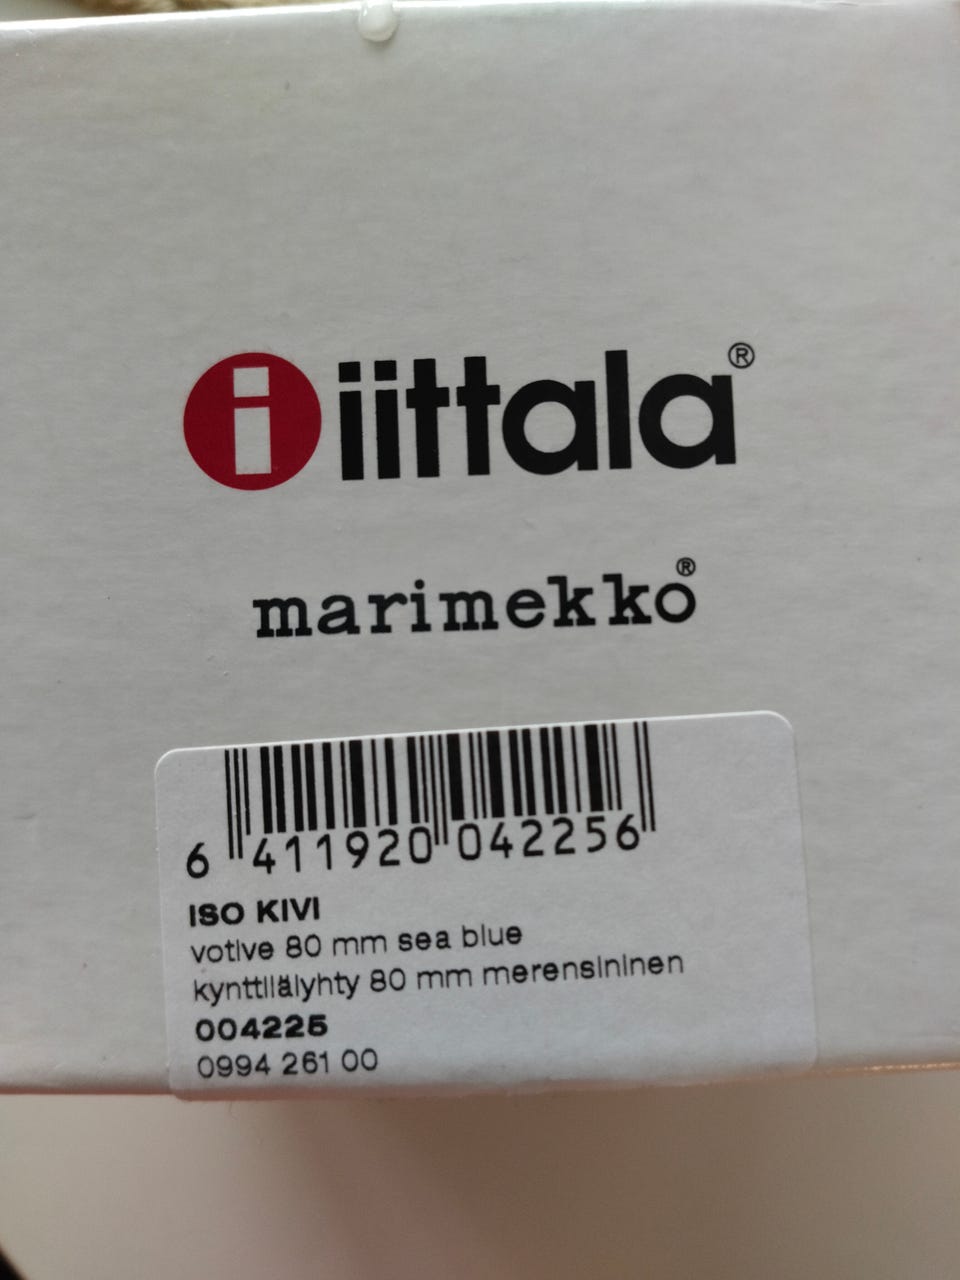 i iittala®
marimekko®
6 411920 042256
ISO KIVI
votive 80 mm sea blue
kynttilälyhty 80 mm merensininen
004225
0994 261 00